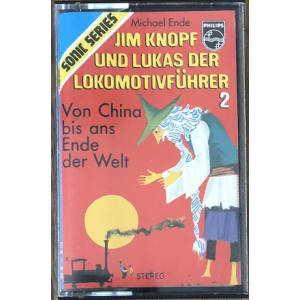 SONIC SERIES
Michael Ende
PHILIPS
JIM KNOPF
UND LUKAS DER
LOKOMOTIVFÜHRER
2
Von China
bis ans
Ende
der Welt
STEREO